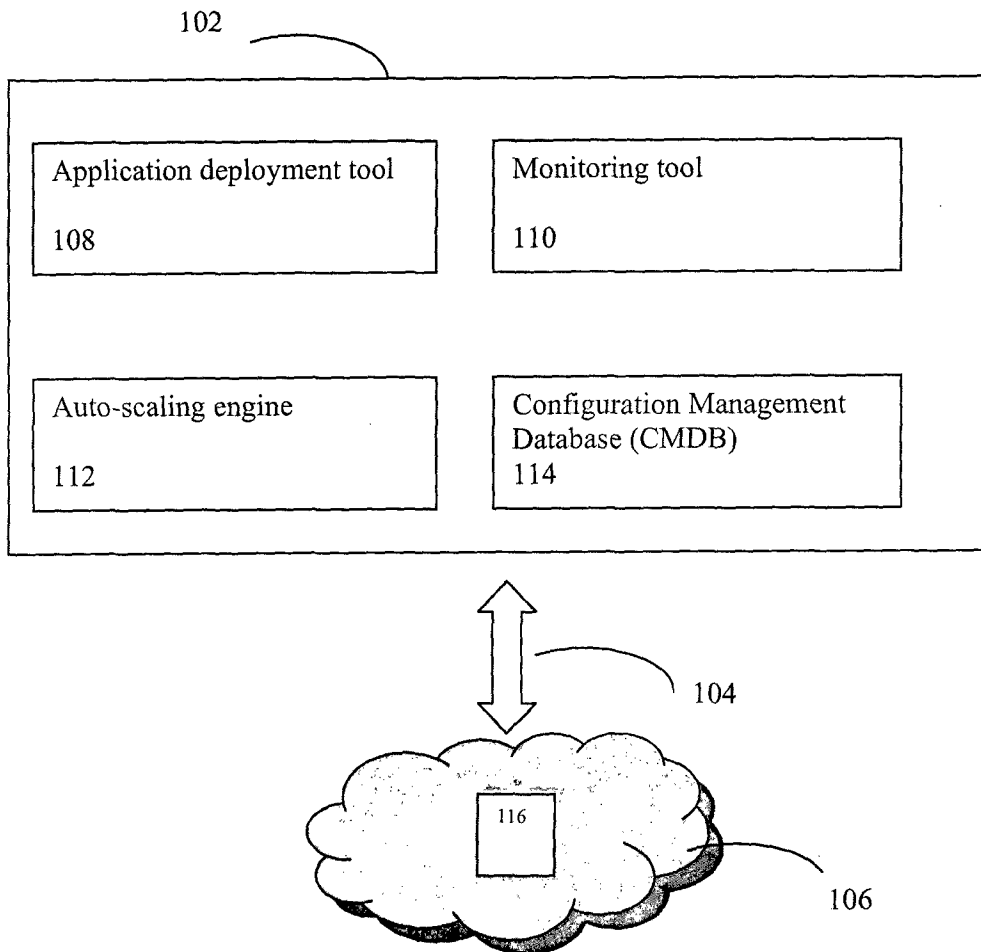 102
Application deployment tool
108
Monitoring tool
110
Auto-scaling engine
112
Configuration Management
Database (CMDB)
114
104
116
106